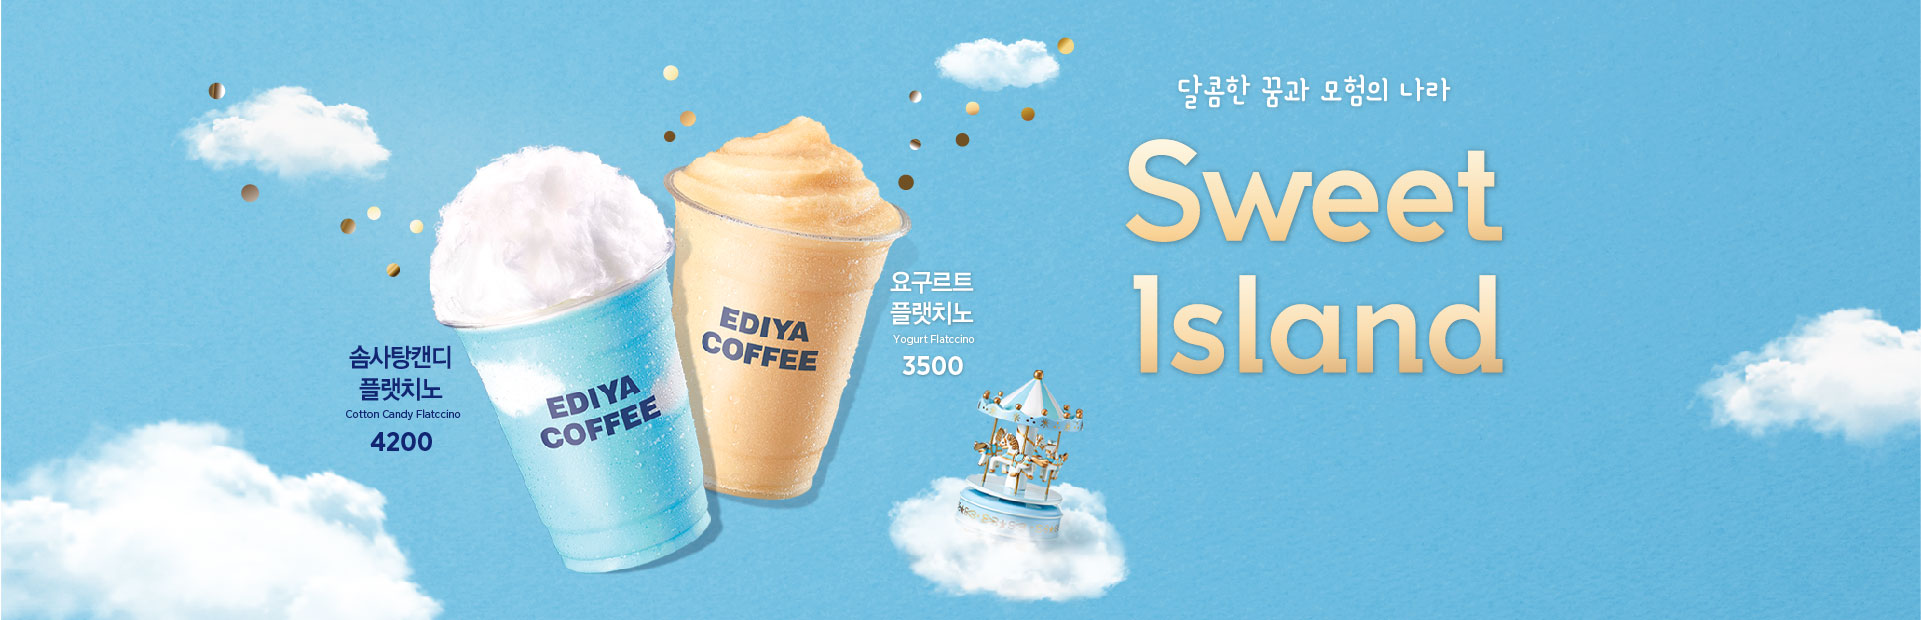 달콤한 꿈과 모험의 나라
Sweet
Island
요구르트
플랫치노
Yogurt Flatccino
3500
솜사탕캔디
플랫치노
Cotton Candy Flatccino
4200
EDIYA
COFFEE
EDIYA
COFFEE